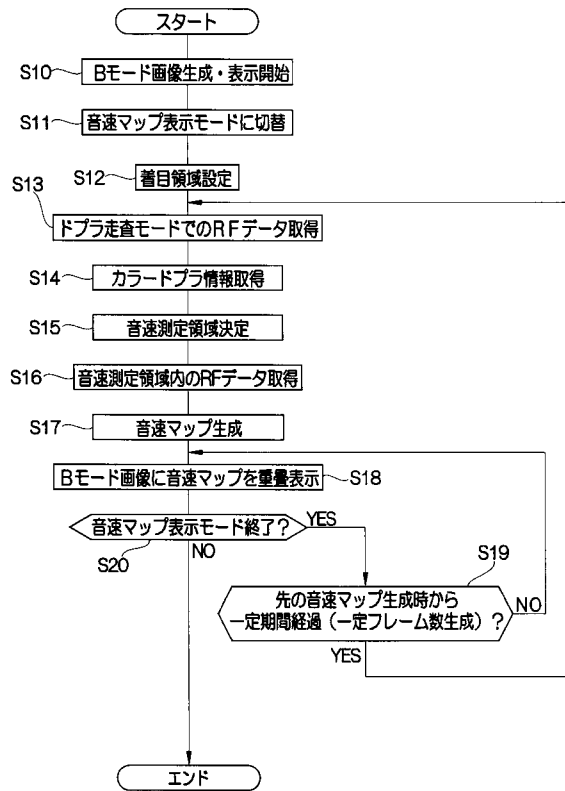 スタート
S10
Bモード画像生成・表示開始
S11
音速マップ表示モードに切替
S12
着目領域設定
S13
ドプラ走査モードでのRFデータ取得
S14
カラードプラ情報取得
S15
音速測定領域決定
S16
音速測定領域内のRFデータ取得
S17
音速マップ生成
Bモード画像に音速マップを重畳表示
S18
音速マップ表示モード終了?
YES
S20
NO
S19
先の音速マップ生成時から
一定期間経過(一定フレーム数生成)?
NO
YES
エンド